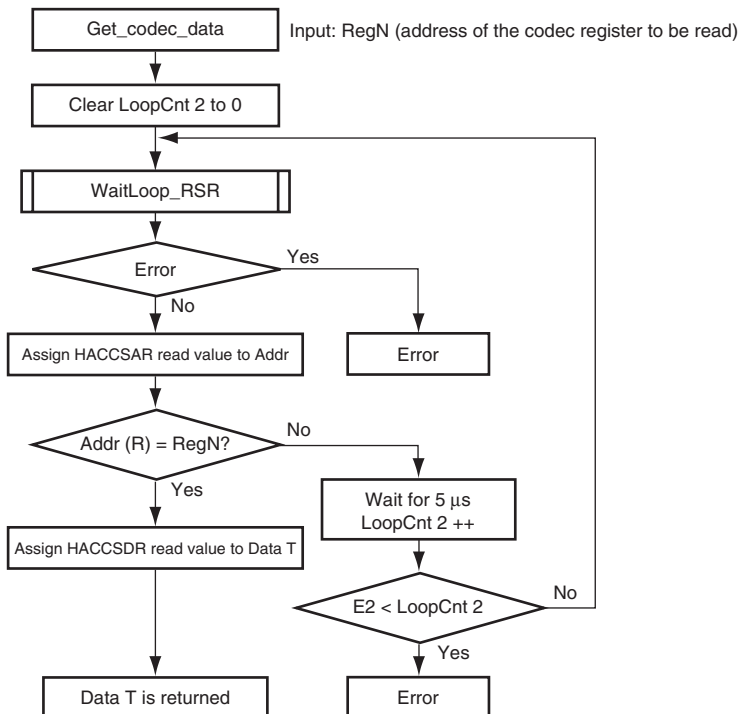 Get_codec_data
Input: RegN (address of the codec register to be read)
Clear LoopCnt 2 to 0
WaitLoop_RSR
Error
Yes
No
Assign HACCSAR read value to Addr
Error
Addr (R) = RegN?
No
Yes
Wait for 5 μs
LoopCnt 2 ++
Assign HACCSDR read value to Data T
E2 < LoopCnt 2
No
Yes
Data T is returned
Error